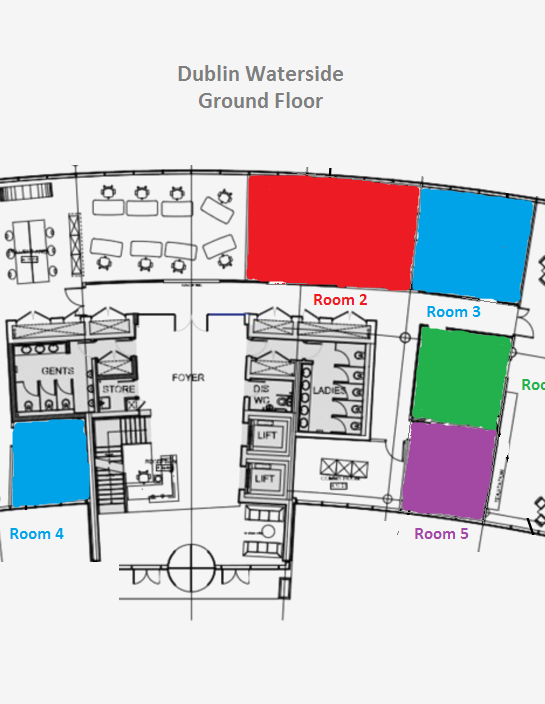 Dublin Waterside
Ground Floor
Room 2
Room 3
Roo
GENTS
STORE
FOYER
DIS
WC
LADIES
LIFT
LIFT
Room 4
Room 5